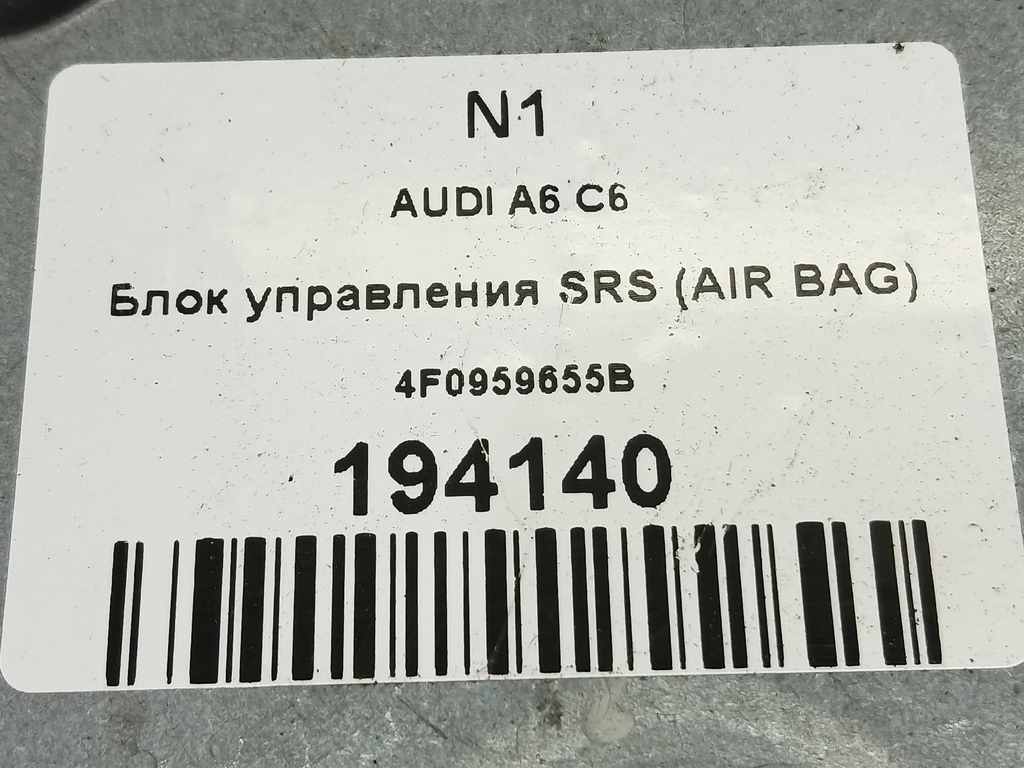 N1
AUDI A6 C6
Блок управления SRS (AIR BAG)
4F0959655B
194140